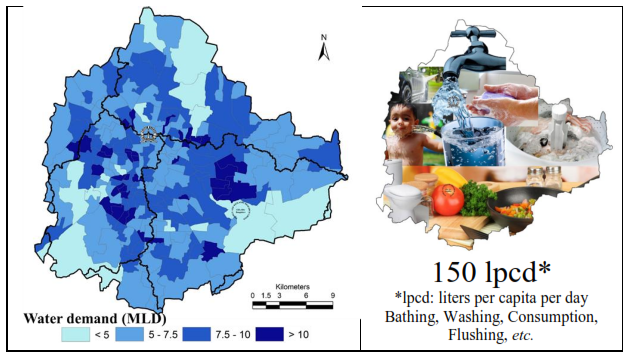 N
Kilometers
0 1.5 3 6 9
Water demand (MLD)
< 5 5 - 7.5 7.5 - 10 > 10
150 lpcd*
*lpcd: liters per capita per day
Bathing, Washing, Consumption,
Flushing, etc.